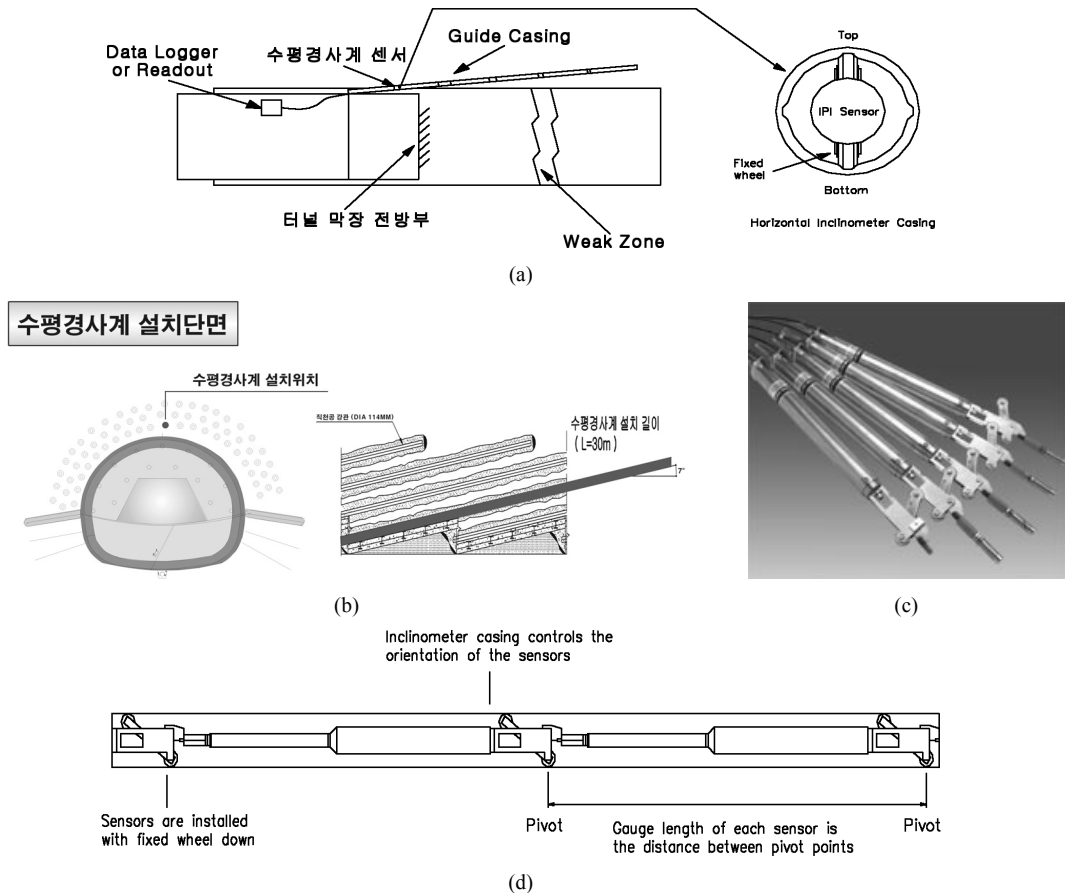 Data Logger
or Readout
수평경사계 센서
Guide Casing
터널 막장 전방부
Weak Zone
Top
IPI Sensor
Fixed
wheel
Bottom
Horizontal Inclinometer Casing
(a)
수평경사계 설치단면
수평경사계 설치위치
직천공 강관 (DIA 114MM)
수평경사계 설치 길이
(L=30m)
7°
(b)
(c)
Inclinometer casing controls the
orientation of the sensors
Sensors are installed
with fixed wheel down
Pivot
Gauge length of each sensor is
the distance between pivot points
Pivot
(d)